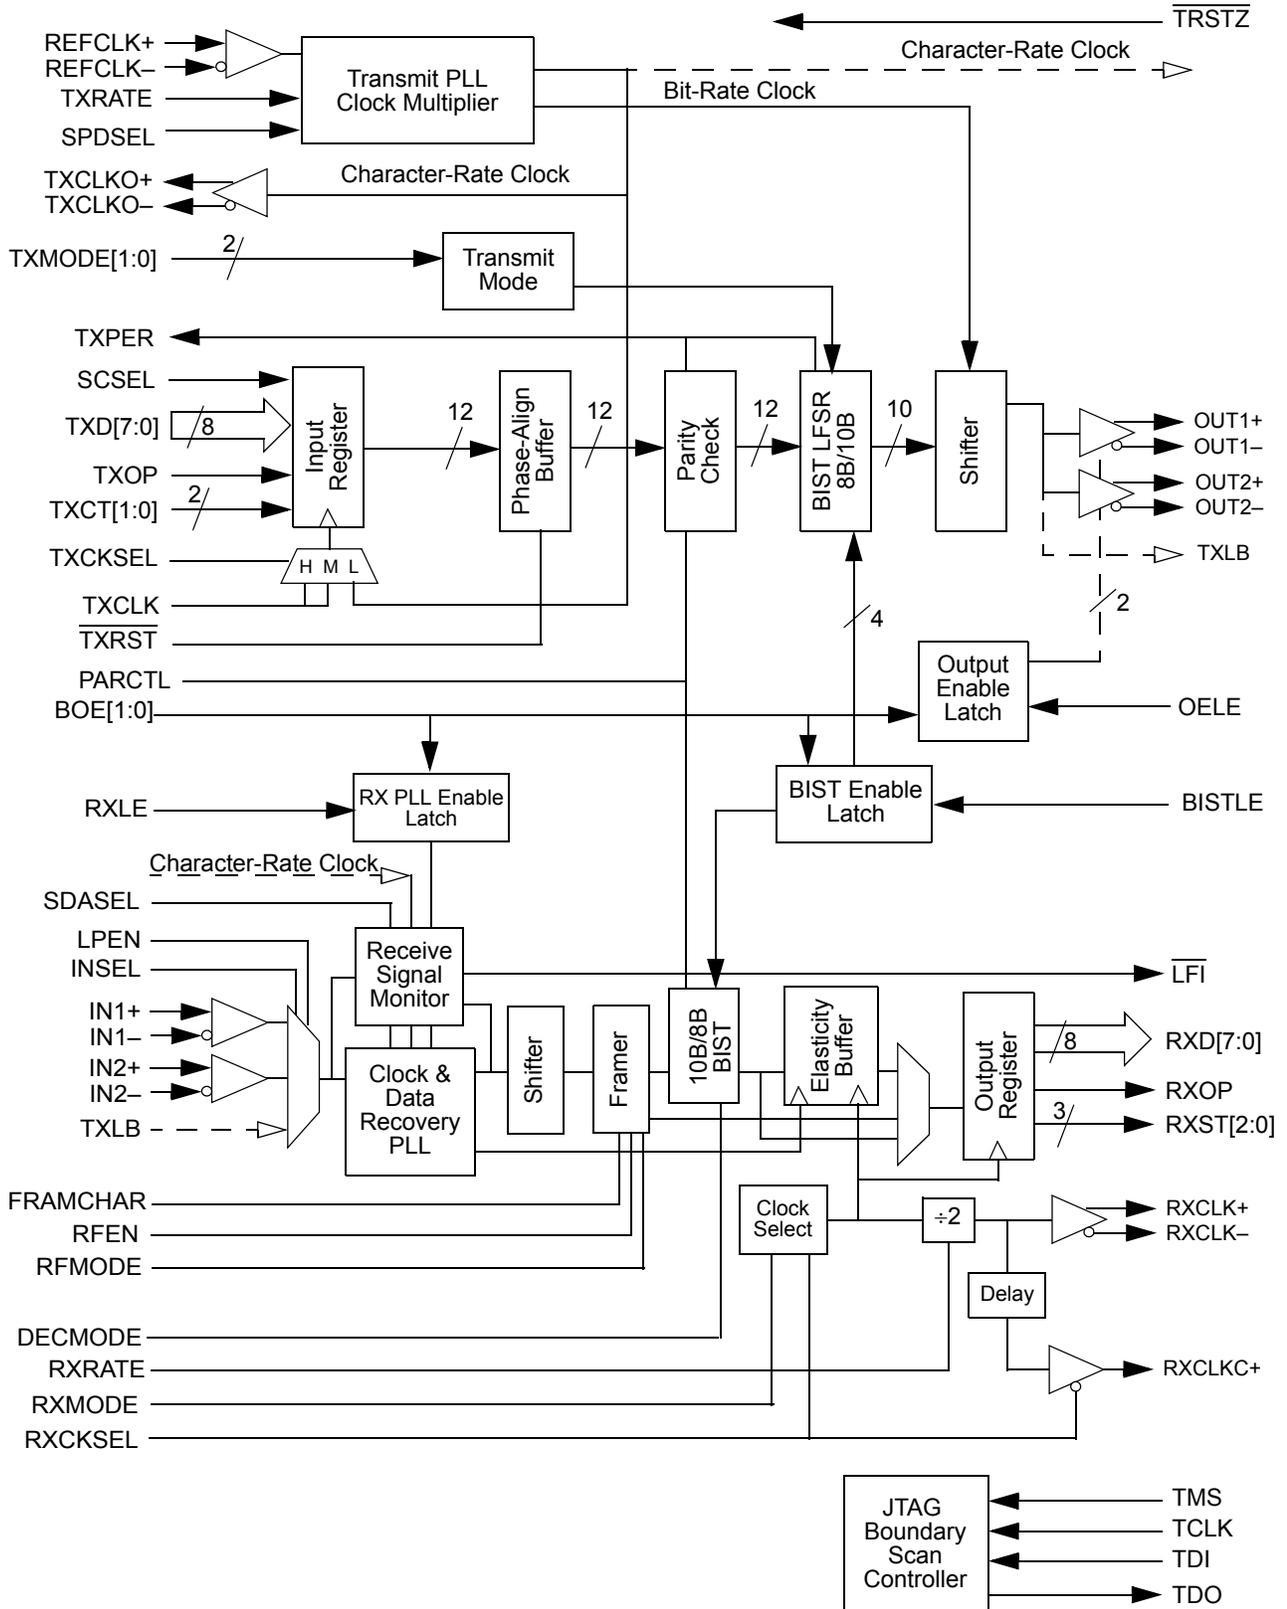 TRSTZ
REFCLK+
REFCLK–
TXRATE
SPDSEL
Transmit PLL
Clock Multiplier
Character-Rate Clock
Bit-Rate Clock
TXCLKO+
TXCLKO–
Character-Rate Clock
TXMODE[1:0]
2
Transmit
Mode
TXPER
SCSEL
TXD[7:0]
8
TXOP
TXCT[1:0]
2
Input
Register
12
Phase-Align
Buffer
12
Parity
Check
12
BIST LFSR
8B/10B
10
Shifter
OUT1+
OUT1–
OUT2+
OUT2–
TXLB
TXCKSEL
H M L
TXCLK
TXRST
2
4
PARCTL
BOE[1:0]
Output
Enable
Latch
OELE
RXLE
RX PLL Enable
Latch
BIST Enable
Latch
BISTLE
Character-Rate Clock
SDASEL
LPEN
INSEL
Receive
Signal
Monitor
LFI
IN1+
IN1–
IN2+
IN2–
TXLB
Clock &
Data
Recovery
PLL
Shifter
Framer
10B/8B
BIST
Elasticity
Buffer
Output
Register
8
RXD[7:0]
RXOP
3
RXST[2:0]
FRAMCHAR
RFEN
RFMODE
Clock
Select
÷2
RXCLK+
RXCLK–
Delay
DECMODE
RXRATE
RXCLKC+
RXMODE
RXCKSEL
JTAG
Boundary
Scan
Controller
TMS
TCLK
TDI
TDO